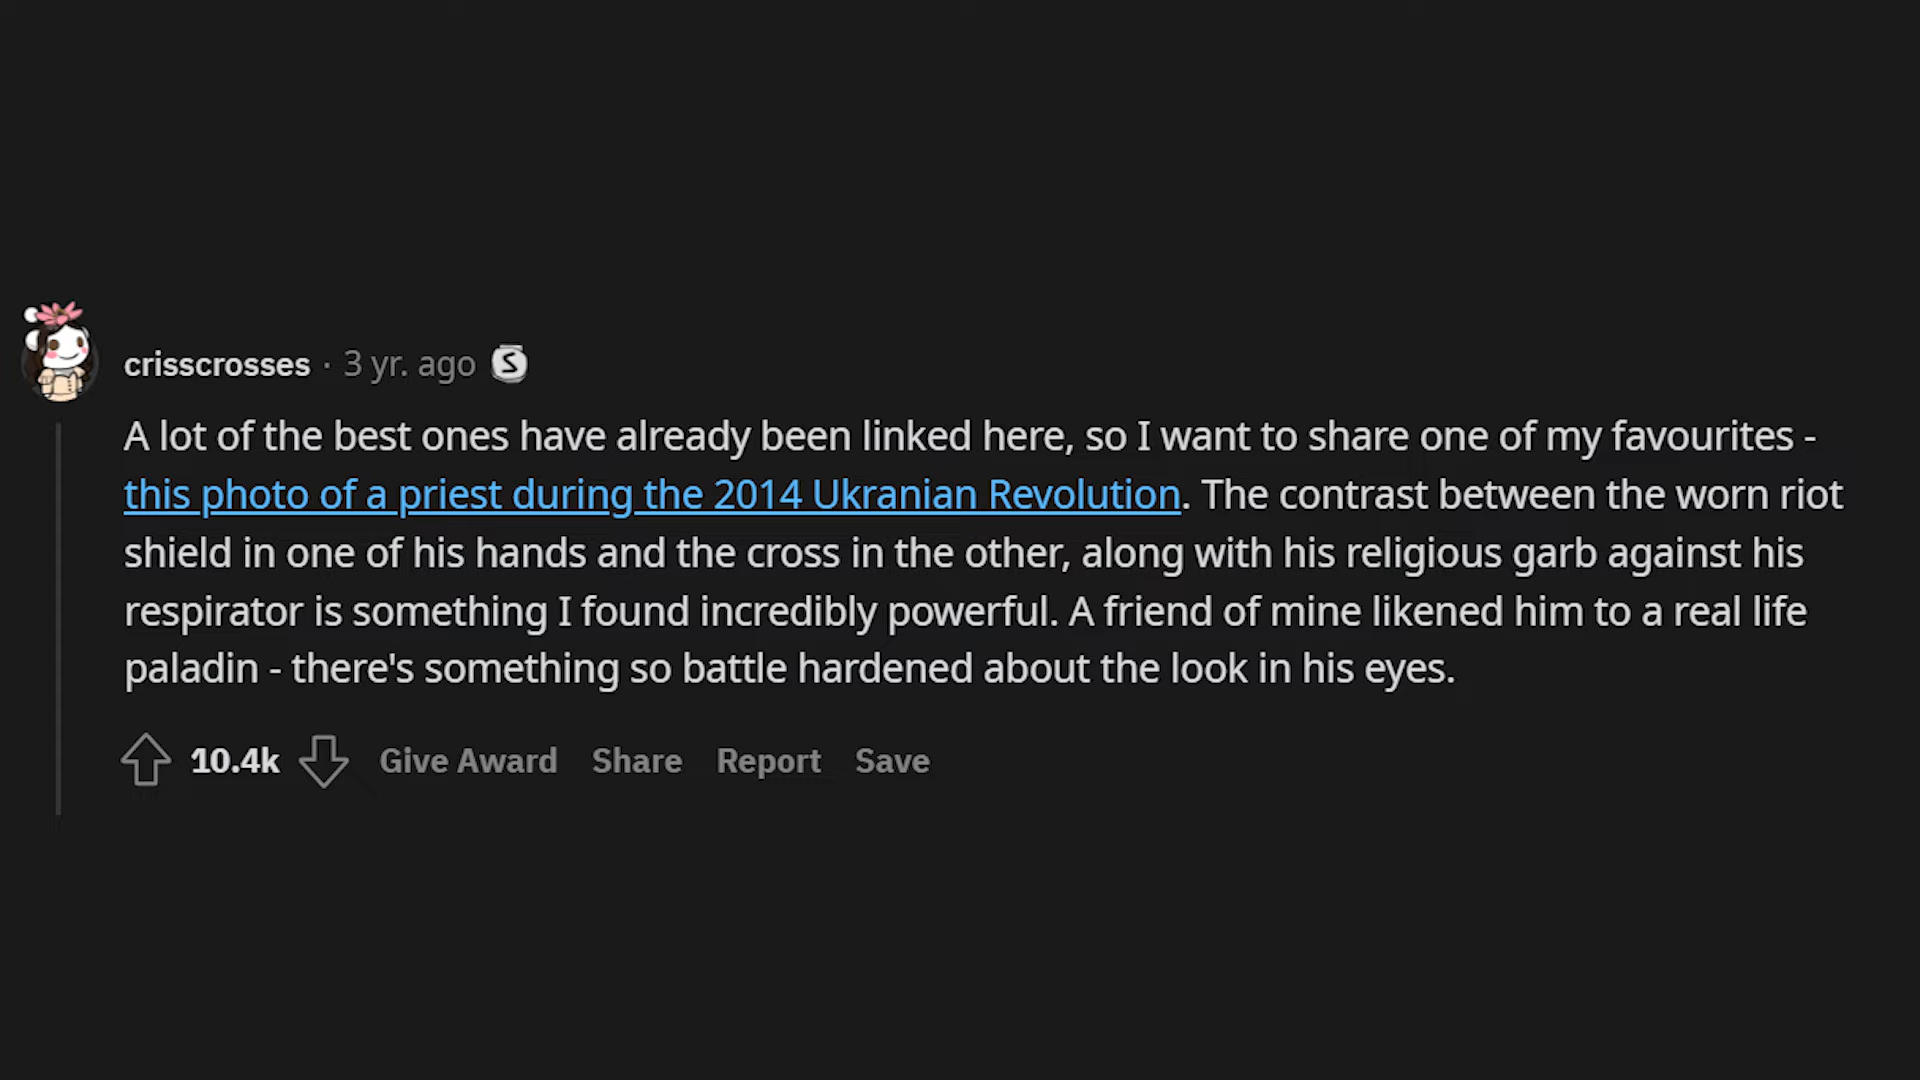 crisscrosses · 3 yr. ago S
A lot of the best ones have already been linked here, so I want to share one of my favourites -
this photo of a priest during the 2014 Ukranian Revolution. The contrast between the worn riot
shield in one of his hands and the cross in the other, along with his religious garb against his
respirator is something I found incredibly powerful. A friend of mine likened him to a real life
paladin - there's something so battle hardened about the look in his eyes.
10.4k Give Award Share Report Save